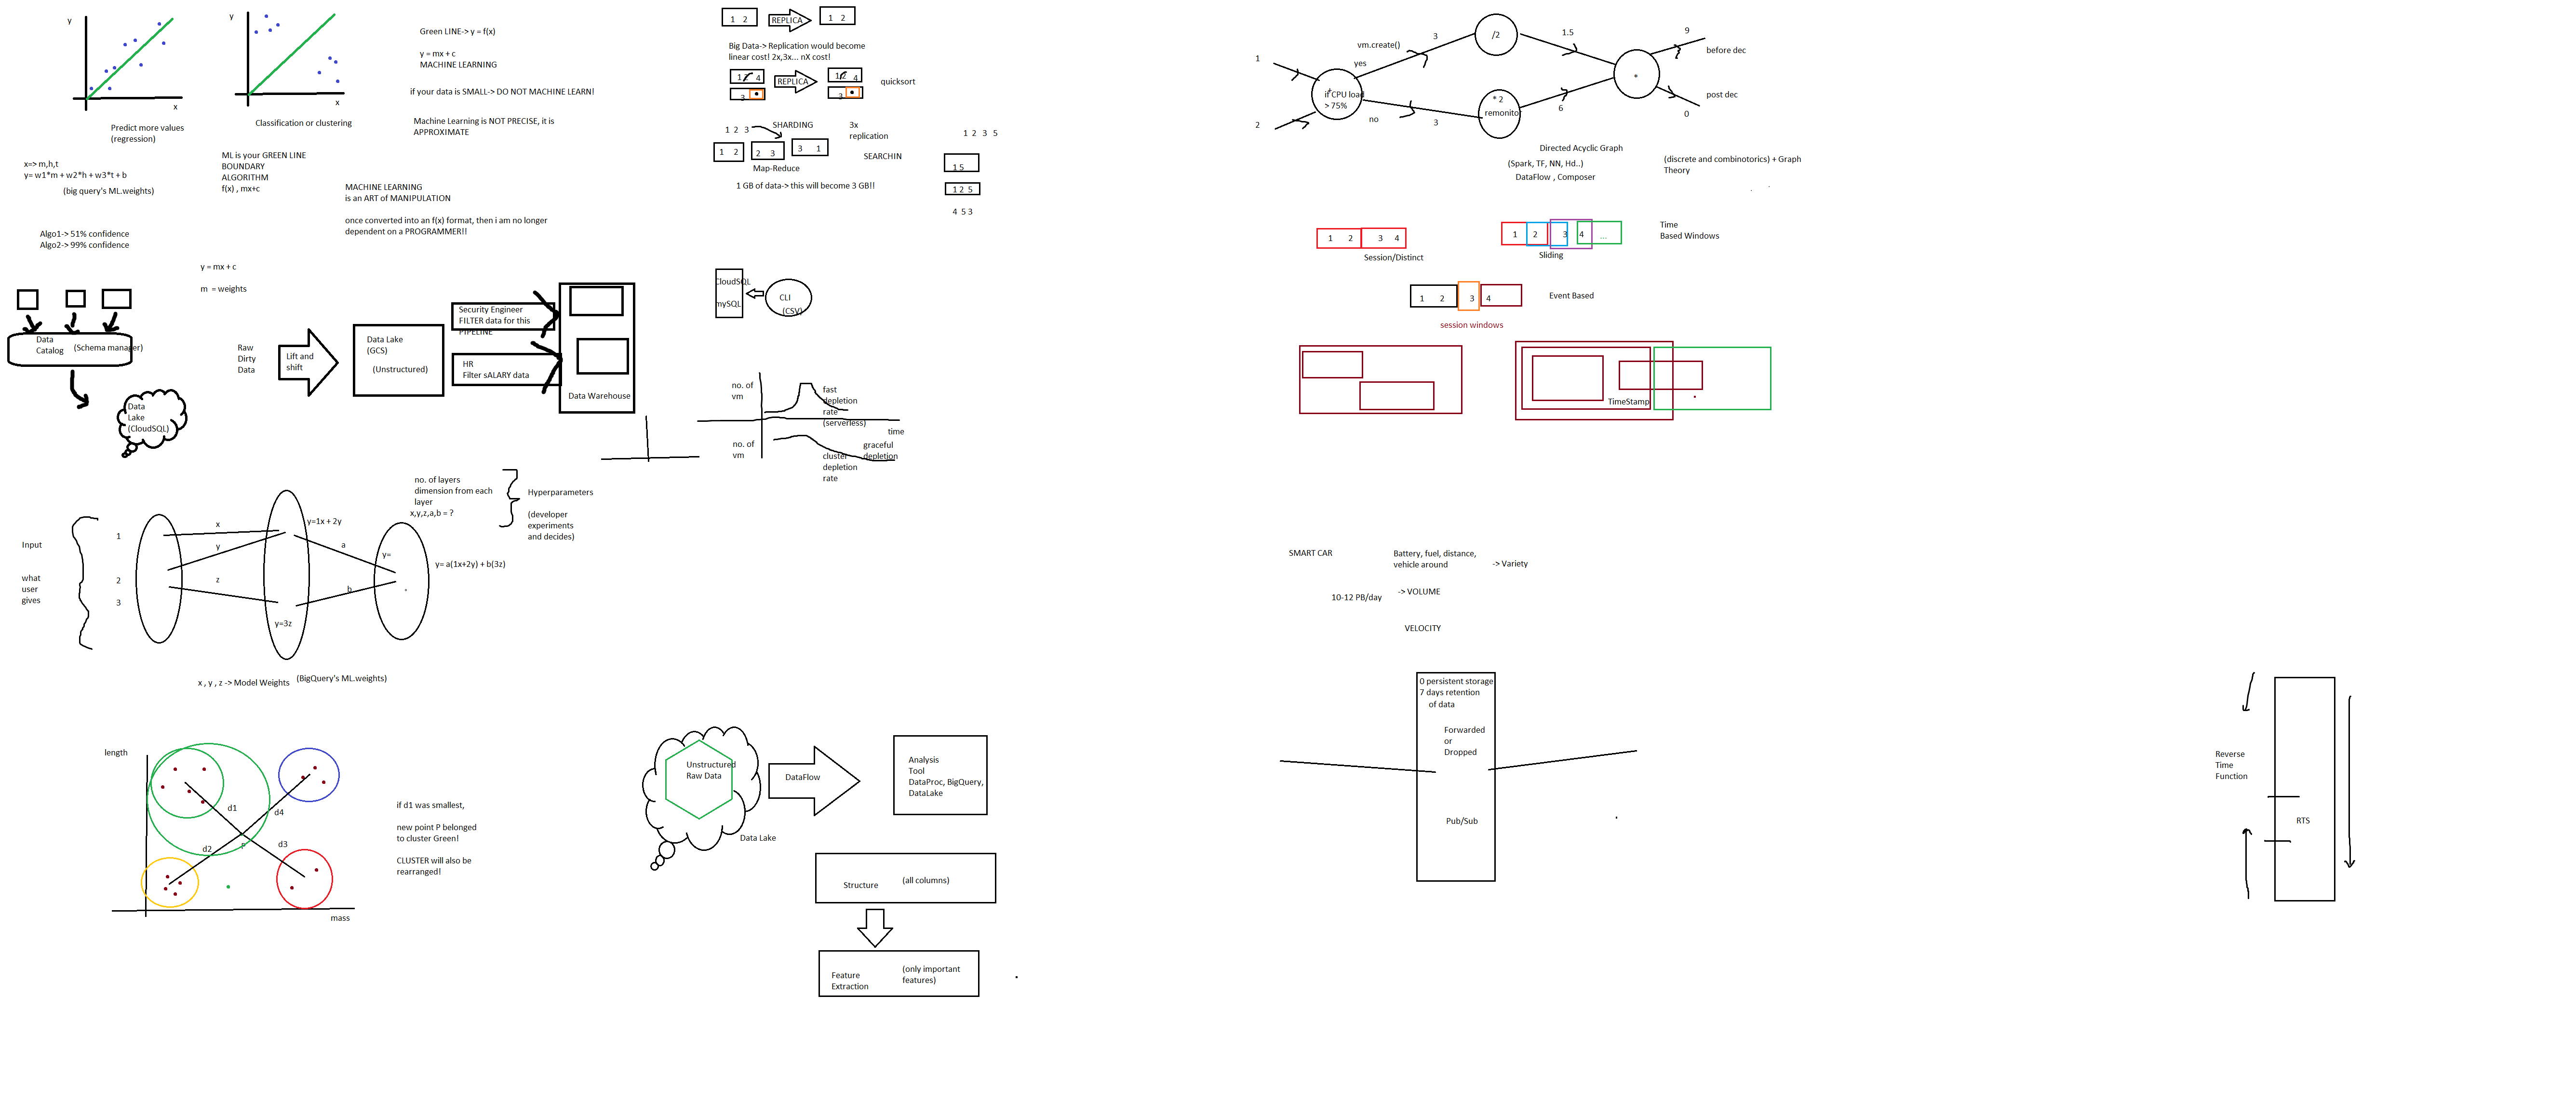 y
x
Predict more values
(regression)
y
x
Classification or clustering
Green LINE-> y = f(x)
y = mx + c
MACHINE LEARNING
if your data is SMALL-> DO NOT MACHINE LEARN!
Machine Learning is NOT PRECISE, it is
APPROXIMATE
x=> m,h,t
y= w1*m + w2*h + w3*t + b
(big query's ML.weights)
ML is your GREEN LINE
BOUNDARY
ALGORITHM
f(x) , mx+c
MACHINE LEARNING
is an ART of MANIPULATION
once converted into an f(x) format, then i am no longer
dependent on a PROGRAMMER!!
Algo1-> 51% confidence
Algo2-> 99% confidence
y = mx + c
m = weights
Data
Catalog
(Schema manager)
Data
Lake
(CloudSQL)
Raw
Dirty
Data
Lift and
shift
Data Lake
(GCS)
(Unstructured)
Security Engineer
FILTER data for this
PIPELINE
HR
Filter sALARY data
Data Warehouse
1 2
REPLICA
1 2
Big Data-> Replication would become
linear cost! 2x,3x... nX cost!
1 2 4
3
REPLICA
1 2 4
3
quicksort
1 2 3
SHARDING
3x
replication
1 2
2 3
3 1
SEARCHIN
Map-Reduce
1 GB of data-> this will become 3 GB!!
1 2 3 5
1 5
1 2 5
4 5 3
CloudSQL
mySQL
CLI
(CSV)
no. of
vm
fast
depletion
rate
(serverless)
time
no. of
vm
cluster
depletion
rate
graceful
depletion
Input
what
user
gives
1
2
3
x
y
z
y=1x + 2y
y=3z
a
b
y=
y= a(1x+2y) + b(3z)
no. of layers
dimension from each
layer
x,y,z,a,b = ?
Hyperparameters
(developer
experiments
and decides)
x , y , z -> Model Weights
(BigQuery's ML.weights)
length
d1
d4
d2
P
d3
mass
if d1 was smallest,
new point P belonged
to cluster Green!
CLUSTER will also be
rearranged!
Unstructured
Raw Data
Data Lake
DataFlow
Analysis
Tool
DataProc, BigQuery,
DataLake
Structure
(all columns)
Feature
Extraction
(only important
features)
1
2
if CPU load
> 75%
vm.create()
yes
no
3
3
/2
* 2
remonitor
1.5
6
*
9
before dec
post dec
0
Directed Acyclic Graph
(Spark, TF, NN, Hd..)
DataFlow , Composer
(discrete and combinotorics) + Graph
Theory
1 2 3 4
Session/Distinct
1 2 3 4 ...
Sliding
Time
Based Windows
1 2 3 4
Event Based
session windows
TimeStamp
SMART CAR
Battery, fuel, distance,
vehicle around
-> Variety
10-12 PB/day
-> VOLUME
VELOCITY
0 persistent storage
7 days retention
of data
Forwarded
or
Dropped
Pub/Sub
Reverse
Time
Function
RTS